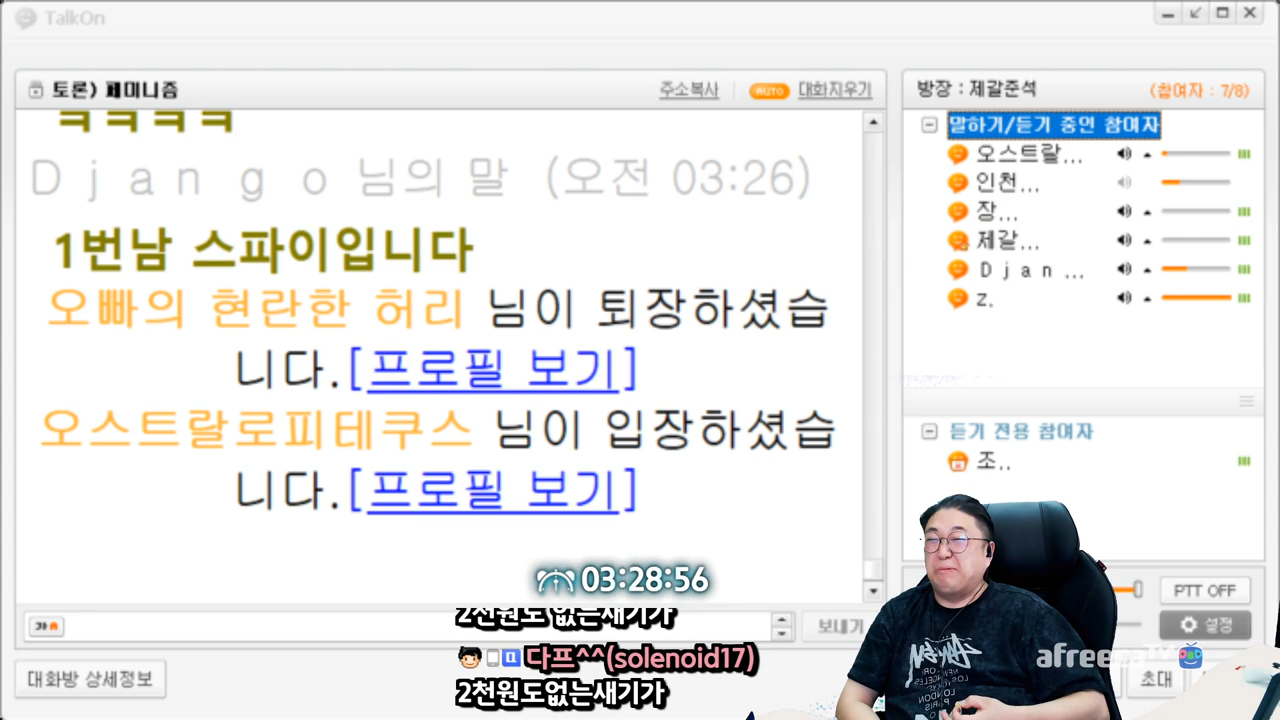 TalkOn
토론) 페미니즘
주소복사
AUTO
대화지우기
ㅋㅋㅋㅋ
D j a n g o 님의 말 (오전 03:26)
1번남 스파이입니다
오빠의 현란한 허리 님이 퇴장하셨습
니다.[프로필 보기]
오스트랄로피테쿠스 님이 입장하셨습
니다.[프로필 보기]
방장 : 제갈준석
(참여자 : 7/8)
말하기/듣기 중인 참여자
오스트랄...
인천...
장...
제갈...
D j a n ...
z.
듣기 전용 참여자
조..
03:28:56
2천원도 없는새기가
다프^^(solenoid17)
2천원도없는새기가
가
보내기
대화방 상세정보
PTT OFF
설정
초대
afreecaTV
LONDON